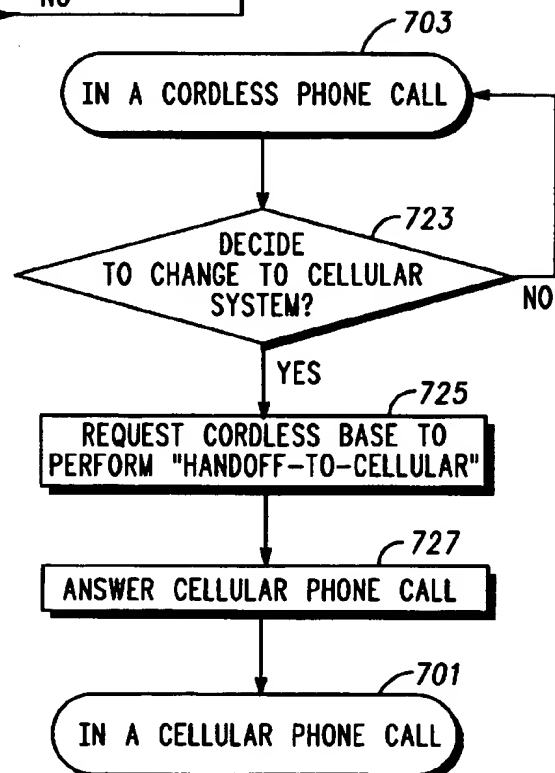 NO
703
IN A CORDLESS PHONE CALL
723
DECIDE
TO CHANGE TO CELLULAR
SYSTEM?
NO
YES
725
REQUEST CORDLESS BASE TO
PERFORM "HANDOFF-TO-CELLULAR"
727
ANSWER CELLULAR PHONE CALL
701
IN A CELLULAR PHONE CALL